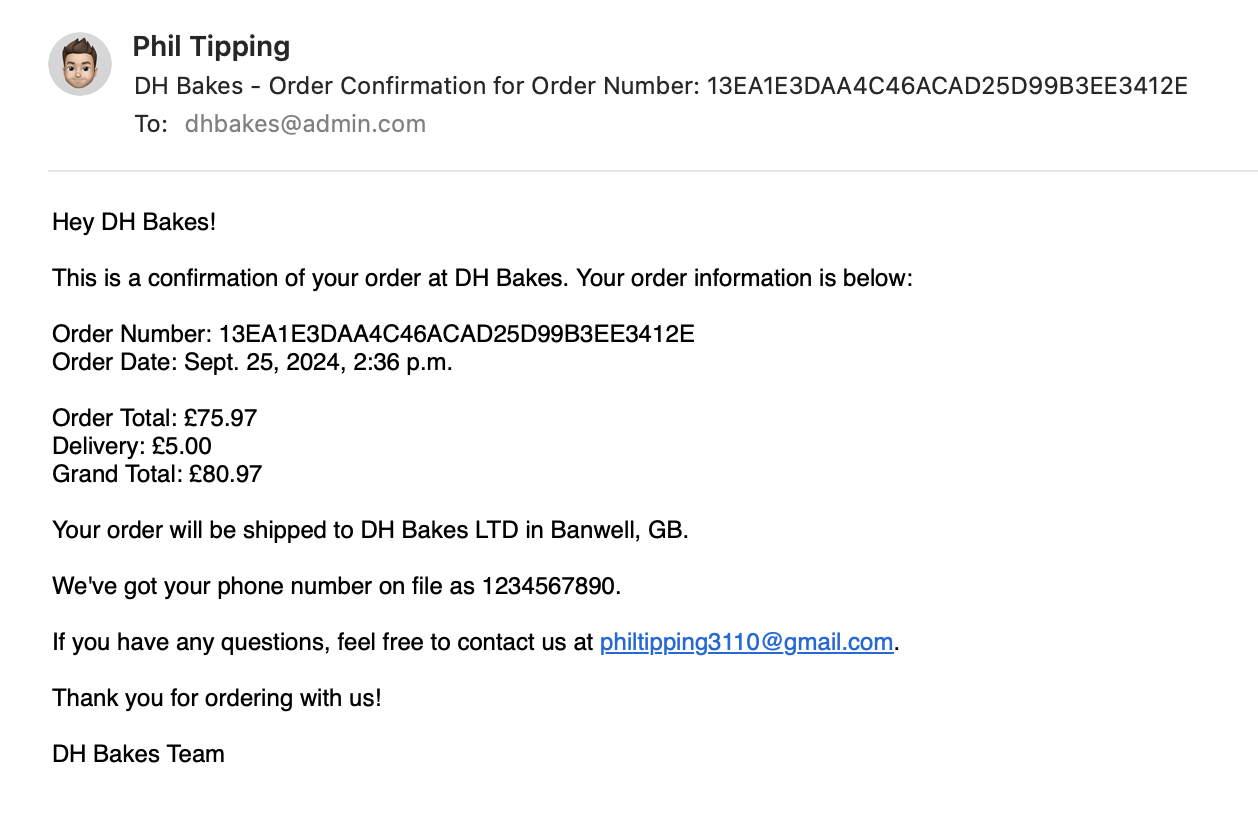 Phil Tipping
DH Bakes - Order Confirmation for Order Number: 13EA1E3DAA4C46ACAD25D99B3EE3412E
To: dhbakes@admin.com
Hey DH Bakes!
This is a confirmation of your order at DH Bakes. Your order information is below:
Order Number: 13EA1E3DAA4C46ACAD25D99B3EE3412E
Order Date: Sept. 25, 2024, 2:36 p.m.
Order Total: £75.97
Delivery: £5.00
Grand Total: £80.97
Your order will be shipped to DH Bakes LTD in Banwell, GB.
We've got your phone number on file as 1234567890.
If you have any questions, feel free to contact us at philtipping3110@gmail.com.
Thank you for ordering with us!
DH Bakes Team